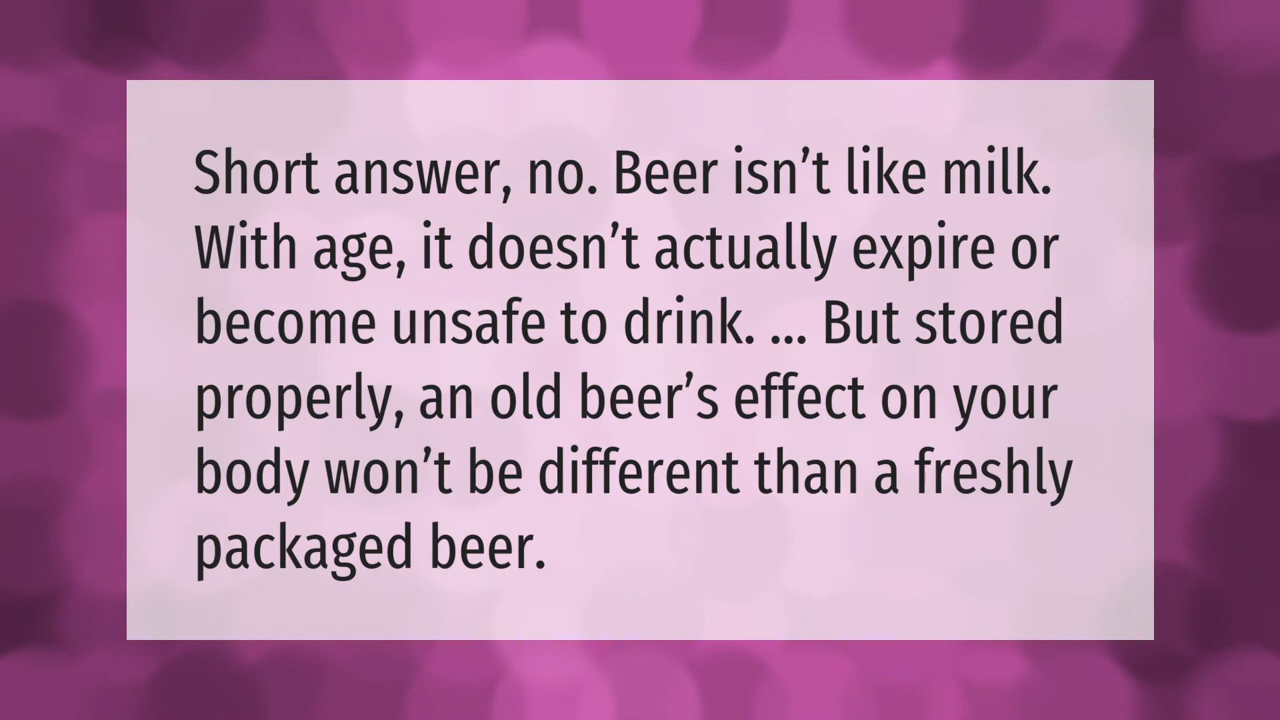 Short answer, no. Beer isn’t like milk.
With age, it doesn’t actually expire or
become unsafe to drink. ... But stored
properly, an old beer’s effect on your
body won’t be different than a freshly
packaged beer.